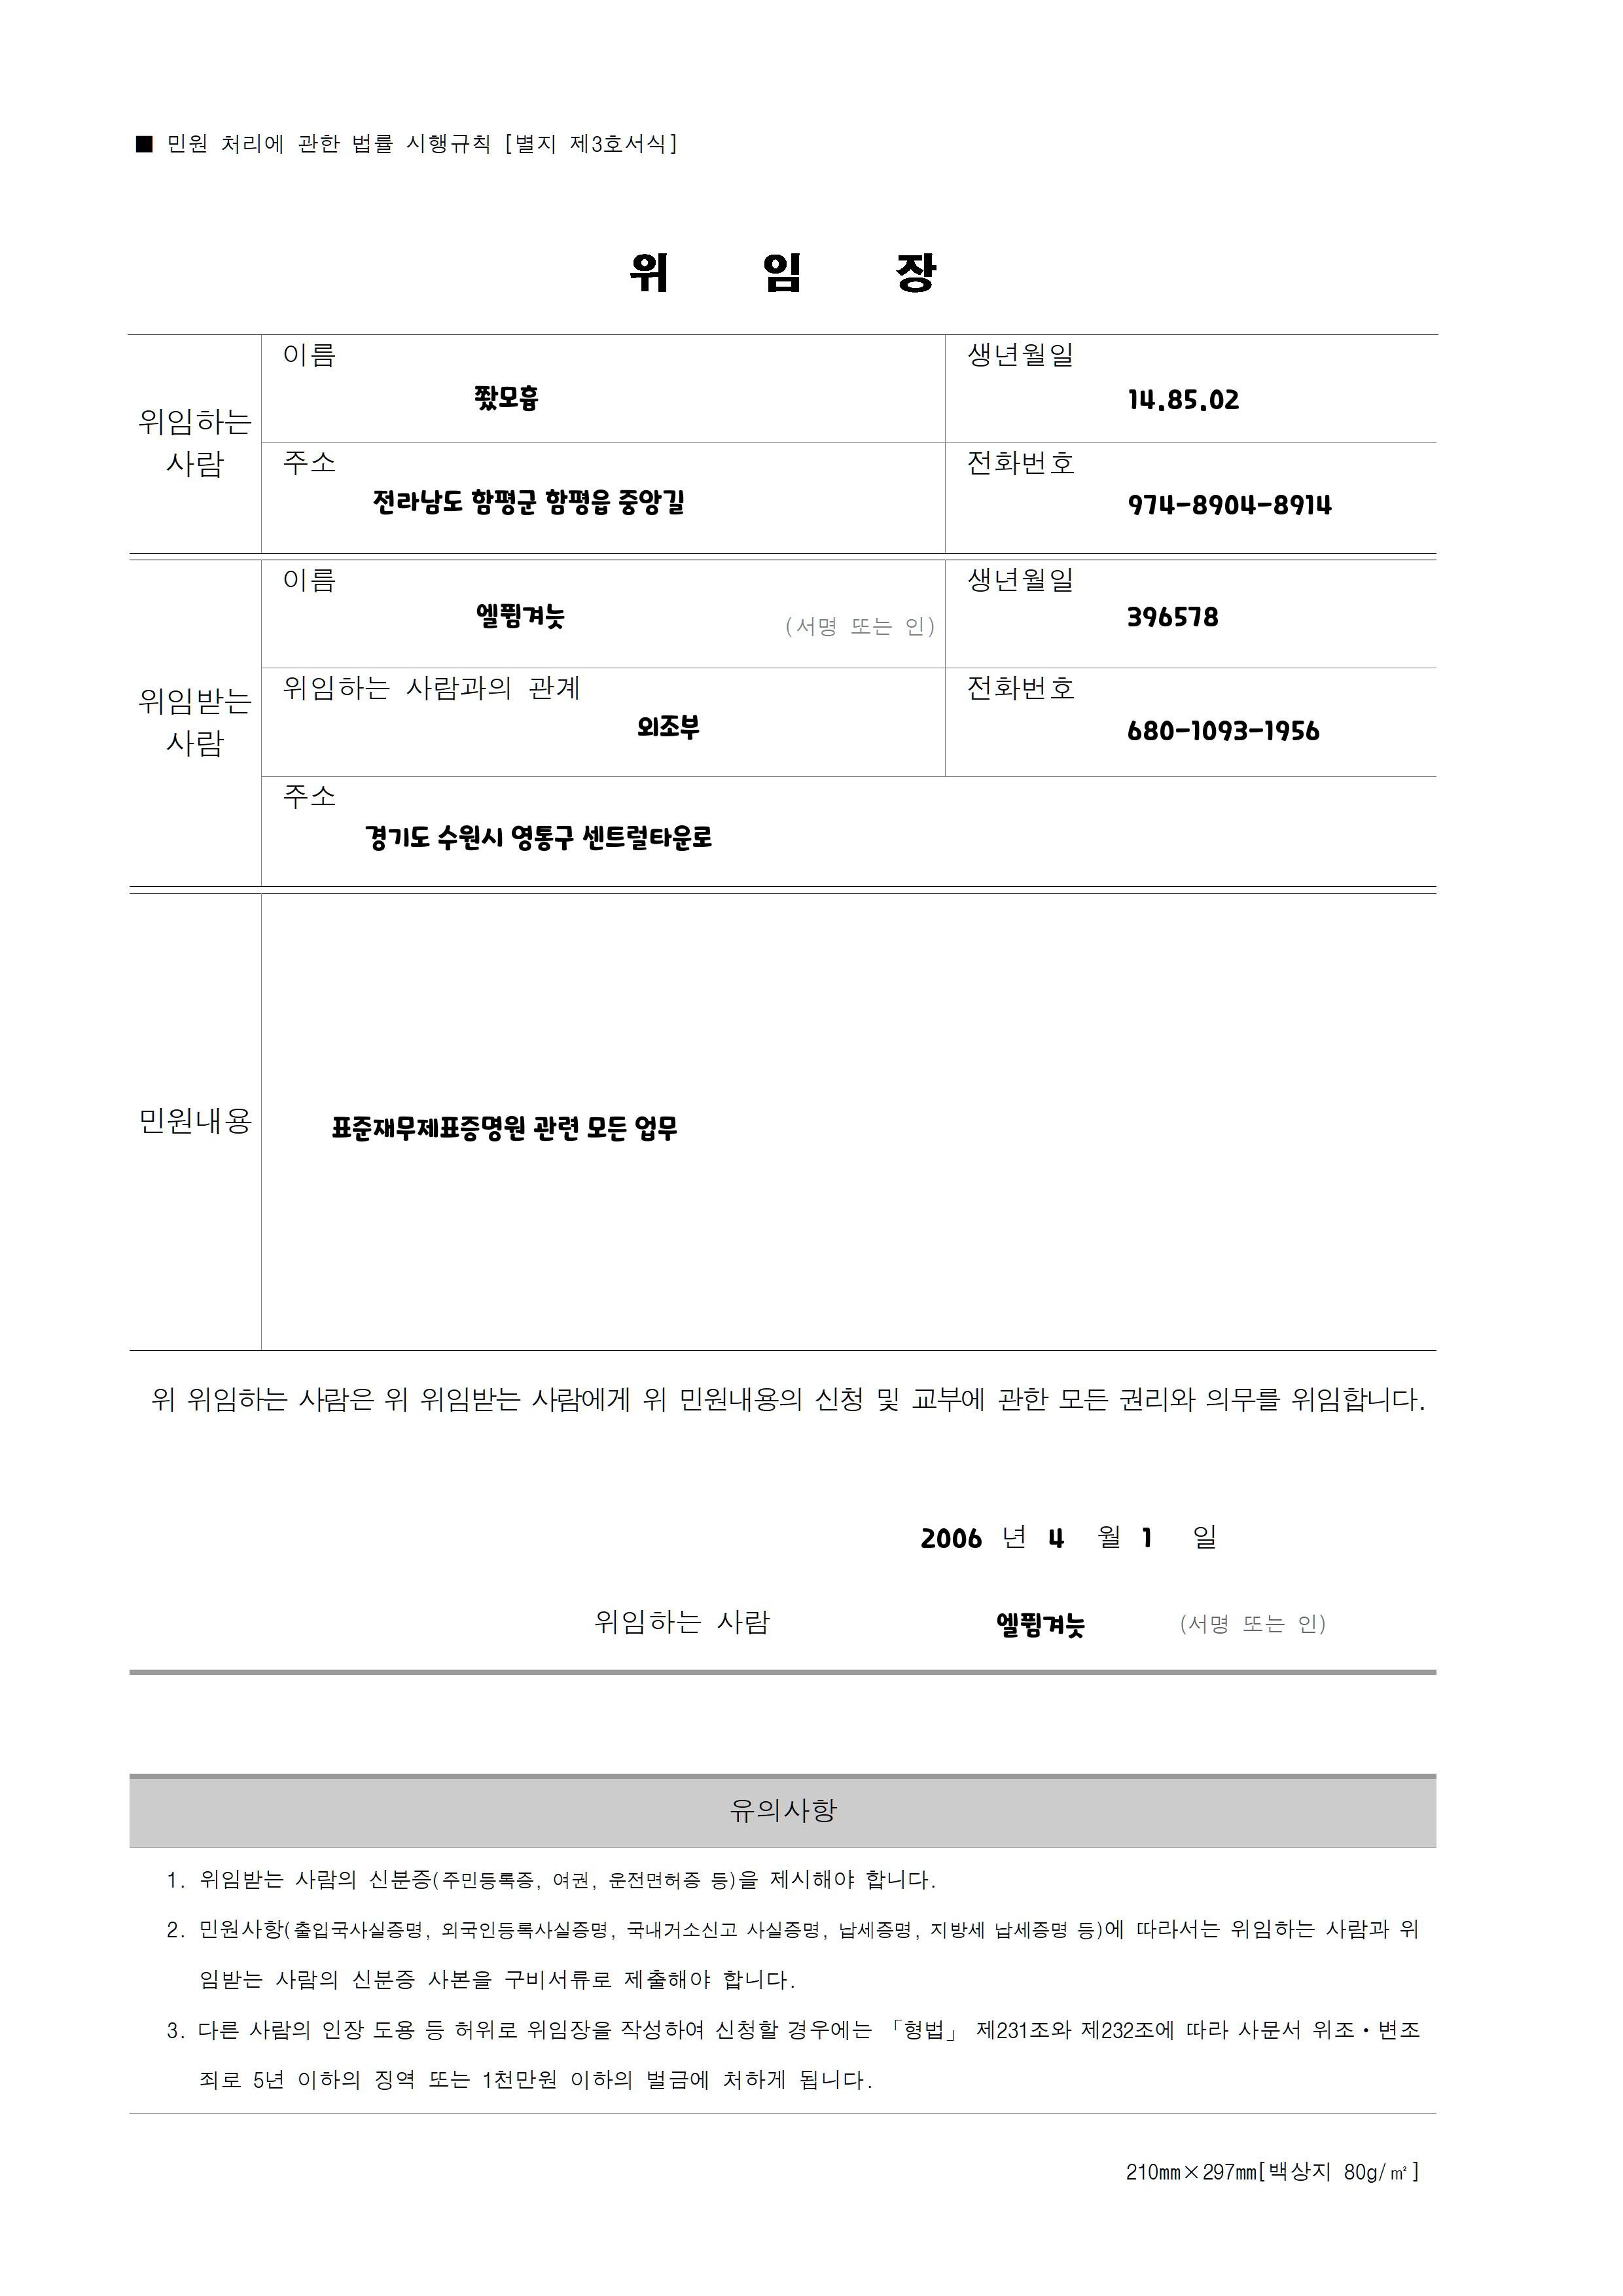 ■ 민원 처리에 관한 법률 시행규칙 [별지 제3호서식]
위 임 장
위임하는 사람
이름
쫬모흄
생년월일
14.85.02
주소
전라남도 함평군 함평읍 중앙길
전화번호
974-8904-8914
위임받는 사람
이름
엘퓜겨늣
(서명 또는 인)
생년월일
396578
위임하는 사람과의 관계
외조부
전화번호
680-1093-1956
주소
경기도 수원시 영통구 센트럴타운로
민원내용
표준재무제표증명원 관련 모든 업무
위 위임하는 사람은 위 위임받는 사람에게 위 민원내용의 신청 및 교부에 관한 모든 권리와 의무를 위임합니다.
2006 년 4 월 1 일
위임하는 사람 엘퓜겨늣 (서명 또는 인)
유의사항
1. 위임받는 사람의 신분증(주민등록증, 여권, 운전면허증 등)을 제시해야 합니다.
2. 민원사항(출입국사실증명, 외국인등록사실증명, 국내거소신고 사실증명, 납세증명, 지방세 납세증명 등)에 따라서는 위임하는 사람과 위
임받는 사람의 신분증 사본을 구비서류로 제출해야 합니다.
3. 다른 사람의 인장 도용 등 허위로 위임장을 작성하여 신청할 경우에는 「형법」 제231조와 제232조에 따라 사문서 위조·변조
죄로 5년 이하의 징역 또는 1천만원 이하의 벌금에 처하게 됩니다.
210㎜×297㎜[백상지 80g/㎡]